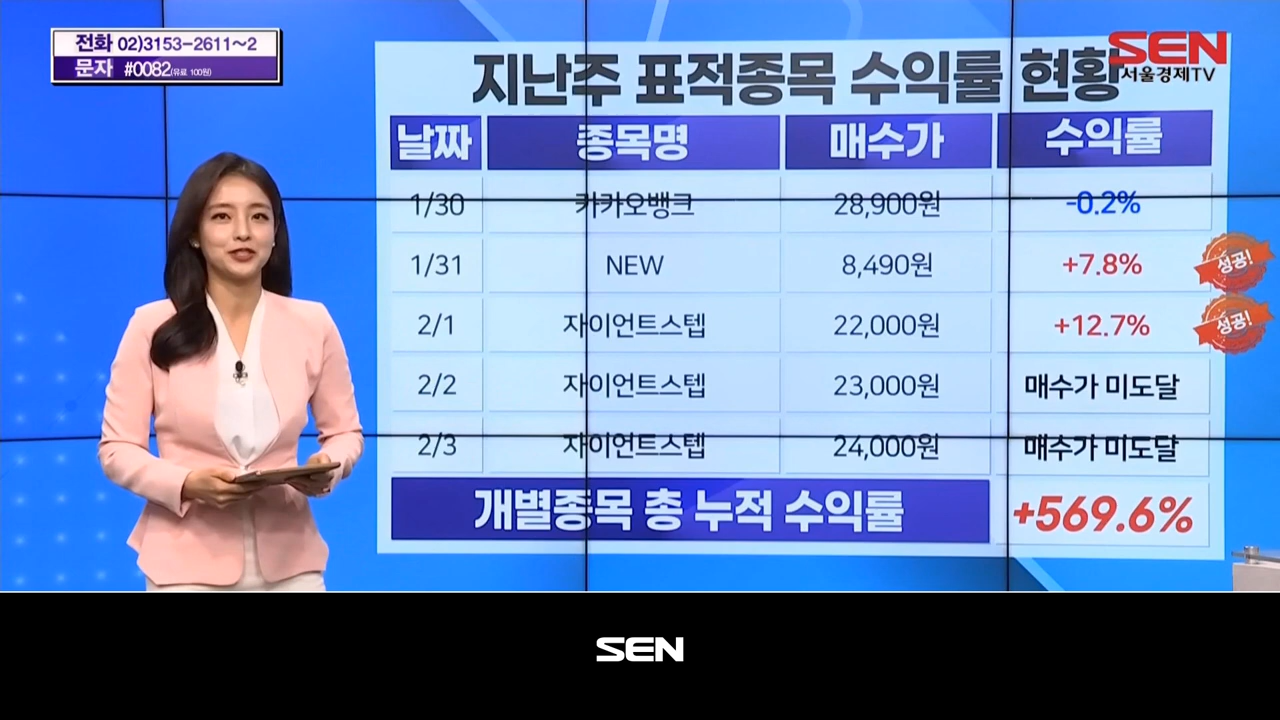 전화 02)3153-2611~2
문자 #0082(유료 100원)
SEN
서울경제TV
지난주 표적종목 수익률 현황
날짜 종목명 매수가 수익률
1/30 카카오뱅크 28,900원 -0.2%
1/31 NEW 8,490원 +7.8% 성공!
2/1 자이언트스텝 22,000원 +12.7% 성공!
2/2 자이언트스텝 23,000원 매수가 미도달
2/3 자이언트스텝 24,000원 매수가 미도달
개별종목 총 누적 수익률 +569.6%
SEN